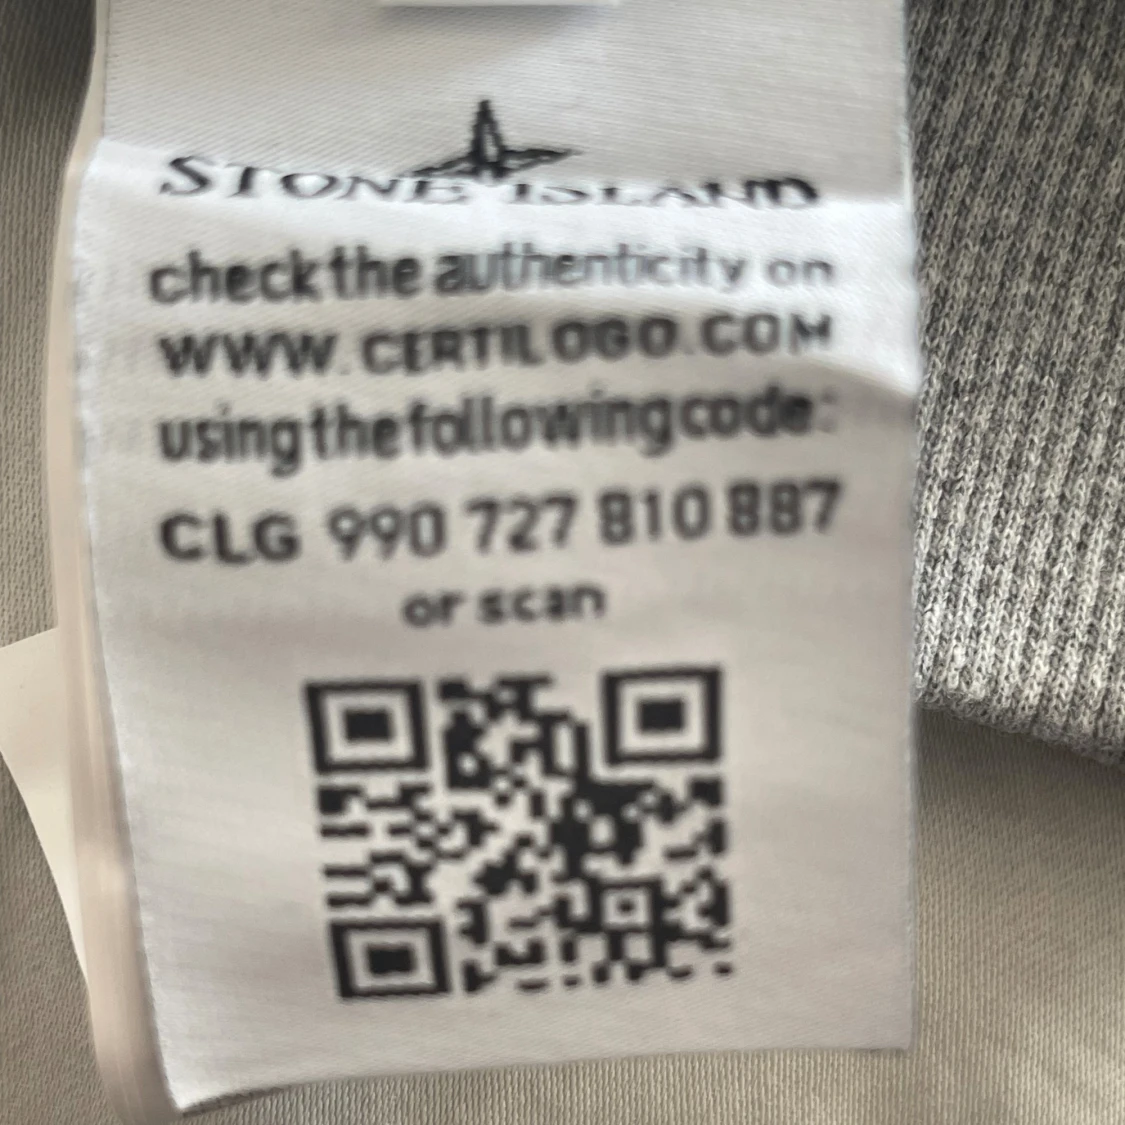 STONE ISLAND
check the authenticity on
WWW.CERTILOGO.COM
using the following code:
CLG 990 727 810 887
or scan